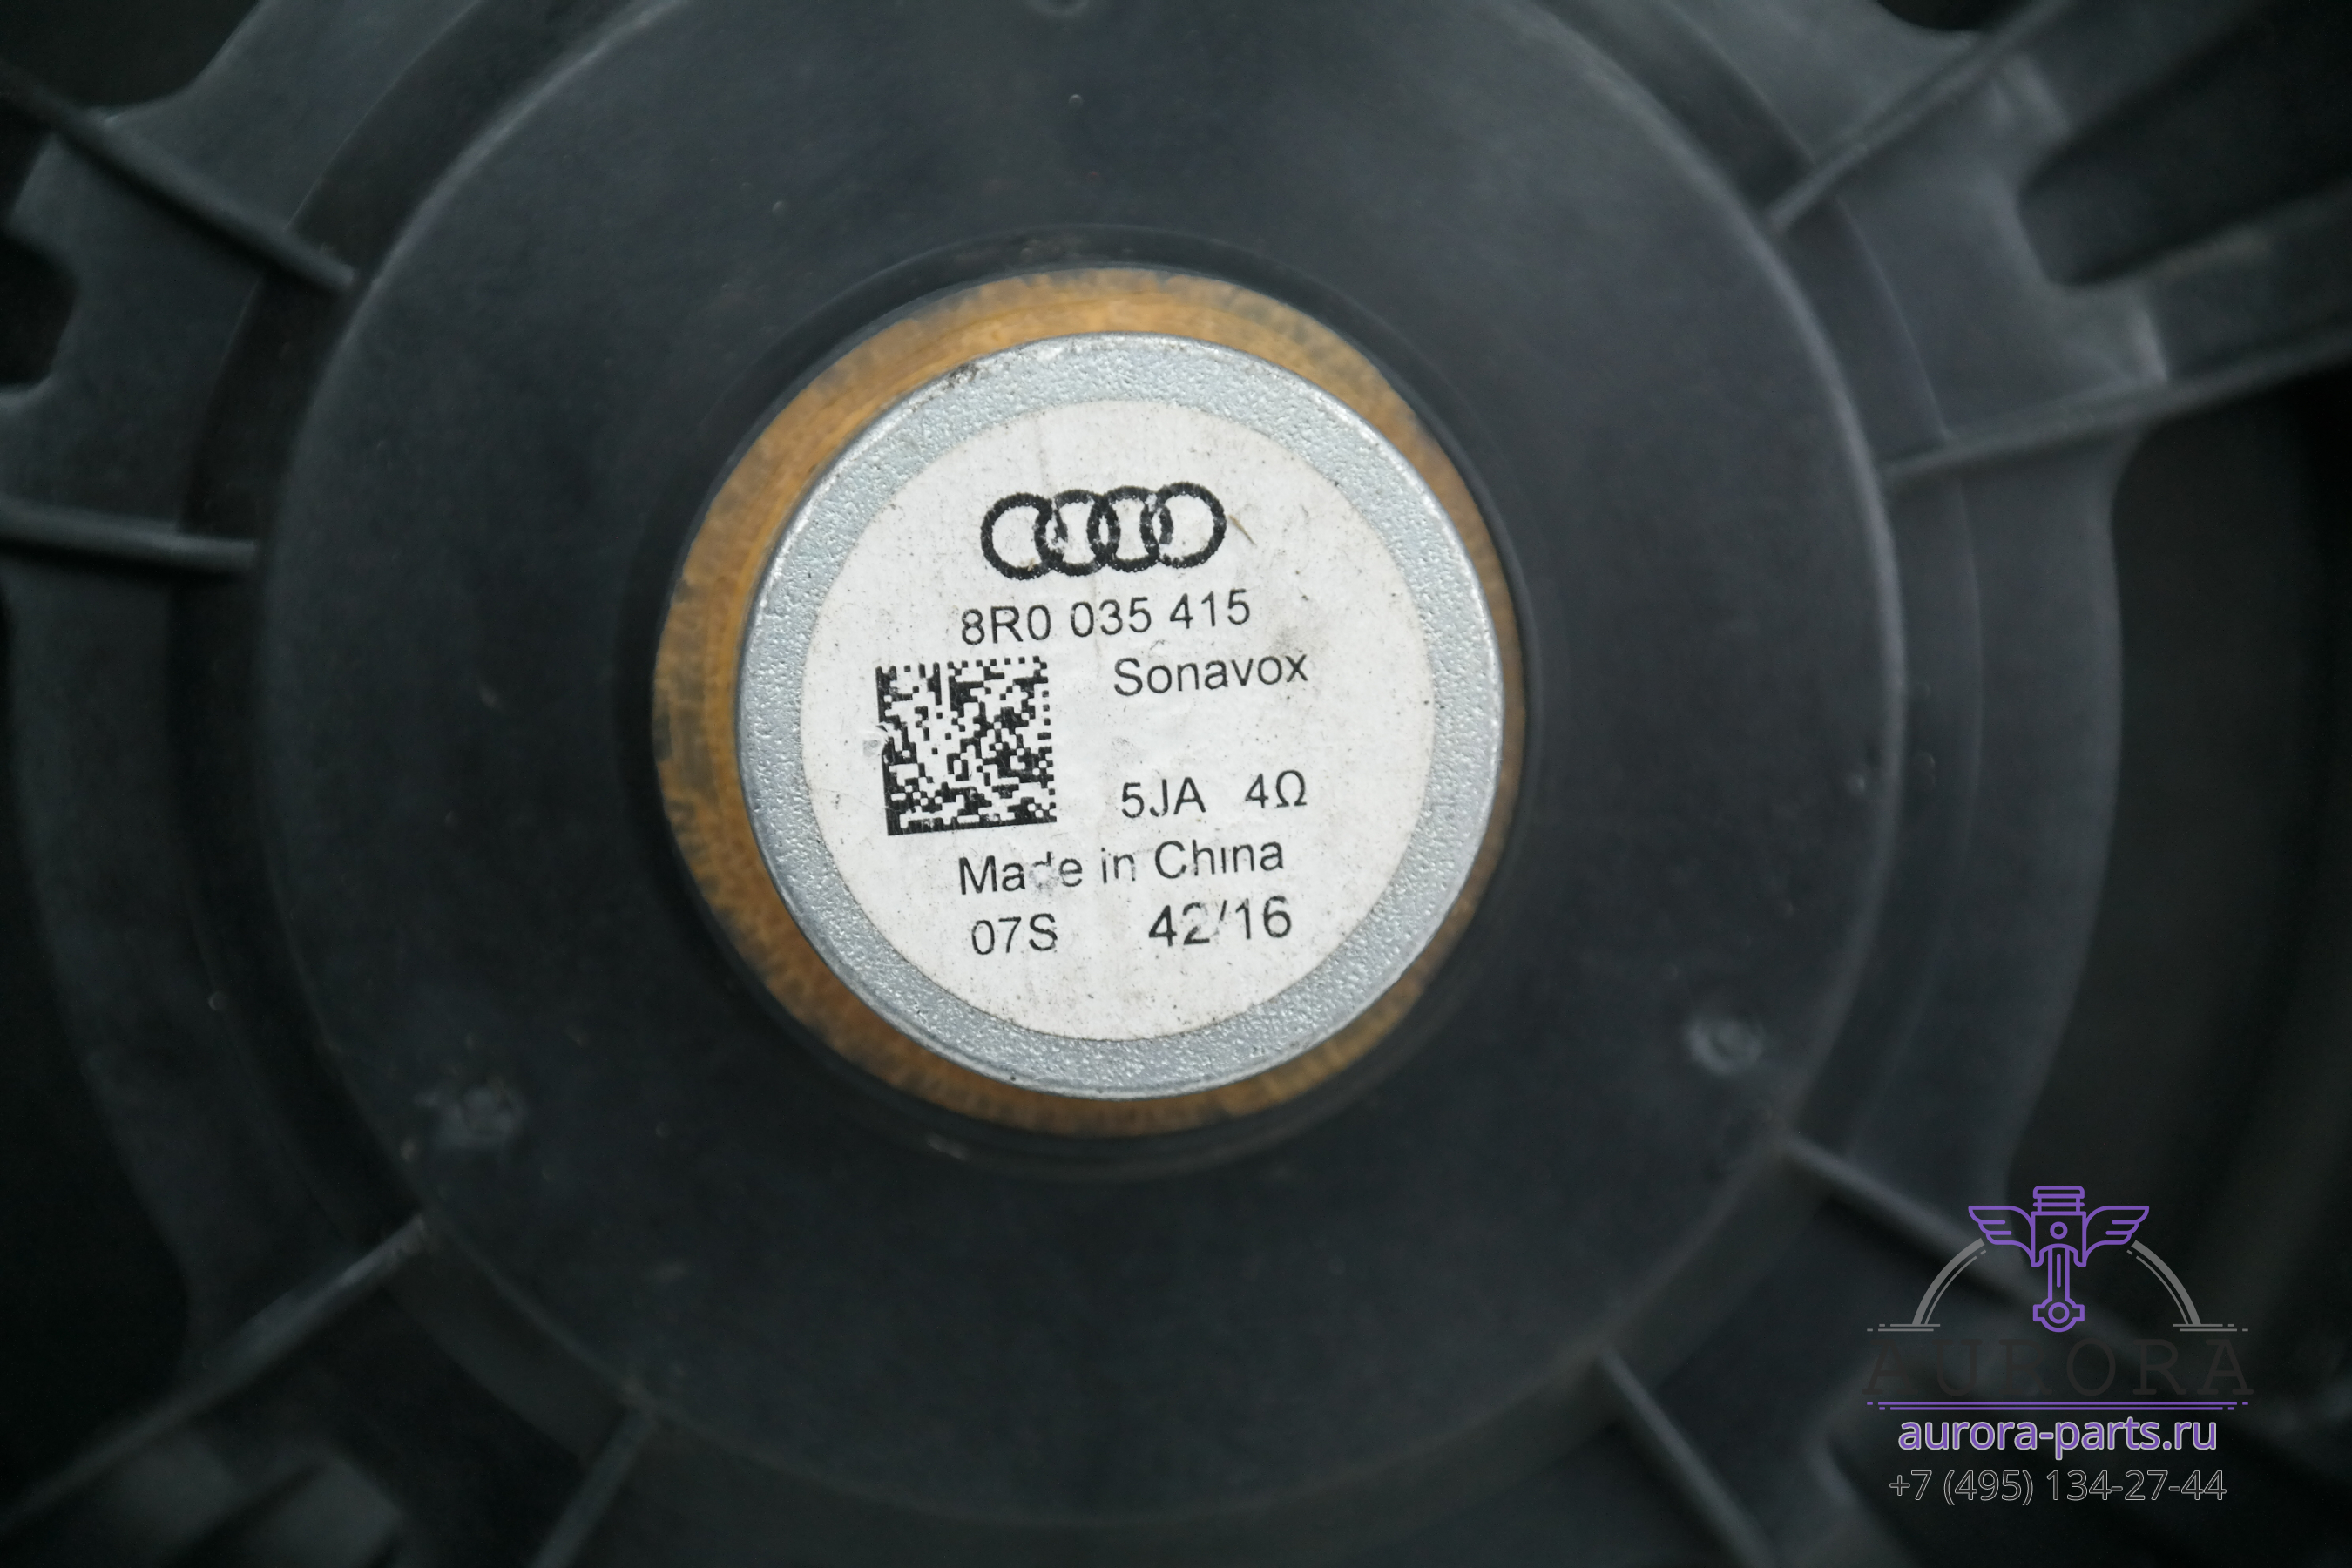 8R0 035 415
Sonavox
5JA 4Ω
Made in China
07S 42/16
AURORA
aurora-parts.ru
+7 (495) 134-27-44